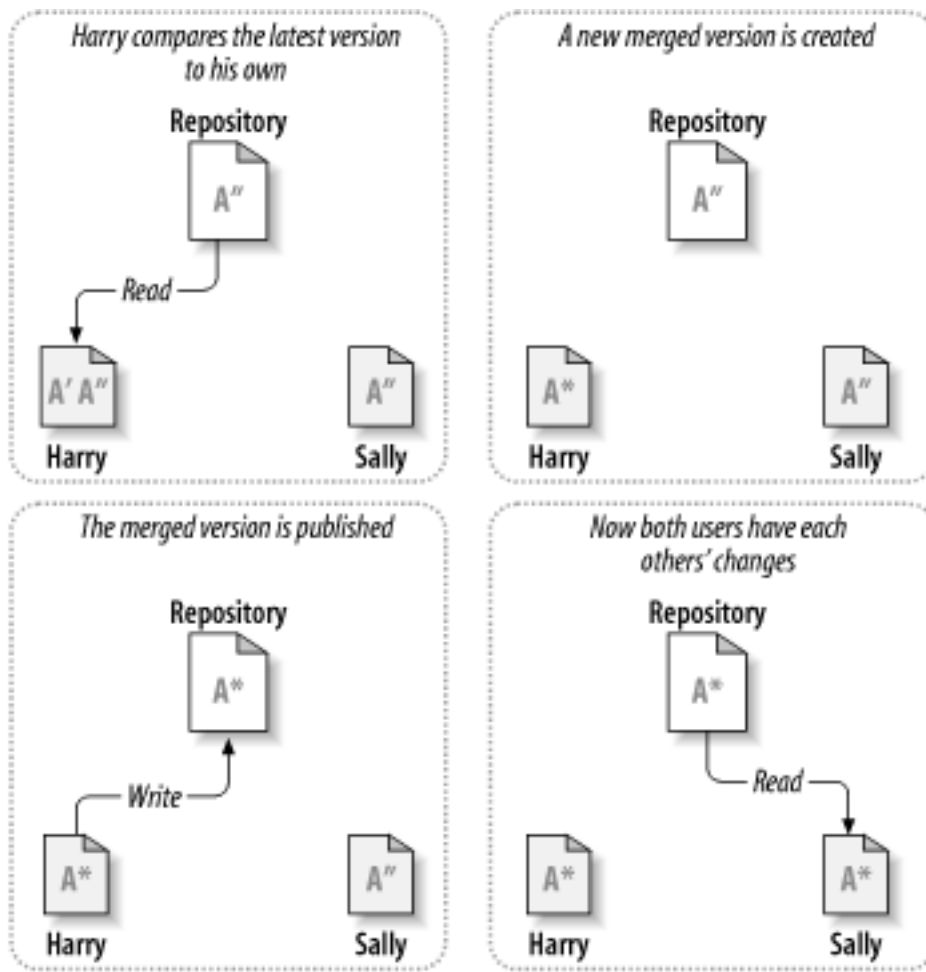 Harry compares the latest version
to his own
Repository
A″
Read
A′ A″
A″
Harry
Sally
A new merged version is created
Repository
A″
A*
A″
Harry
Sally
The merged version is published
Repository
A*
Write
A*
A″
Harry
Sally
Now both users have each
others’ changes
Repository
A*
Read
A*
A*
Harry
Sally